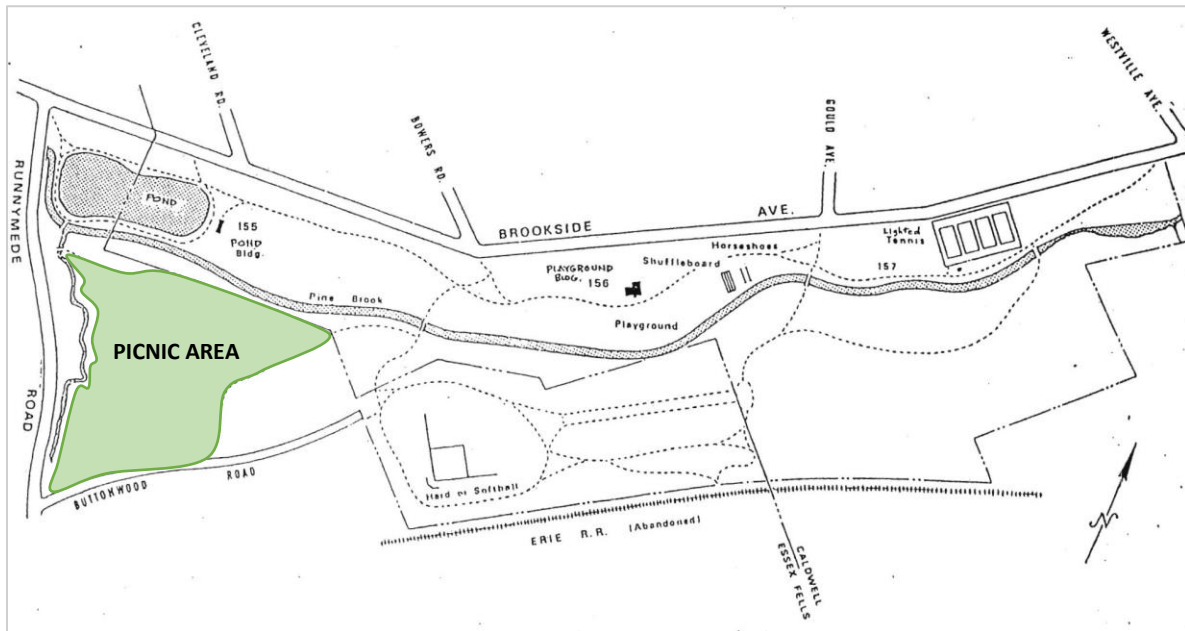 CLEVELAND RD.
WESTVILLE AVE.
GOULD AVE.
BOWERS RD.
RUNNYMEDE
ROAD
POND
155
POND
Bldg.
BROOKSIDE
AVE.
Lighted
Tennis
Horseshoes
Shuffleboard
157
PLAYGROUND
BLDG.
156
Pine Brook
Playground
PICNIC AREA
BUTTONWOOD
ROAD
Hard or Softball
ERIE R.R. (Abandoned)
CALDWELL
ESSEX FELLS
N